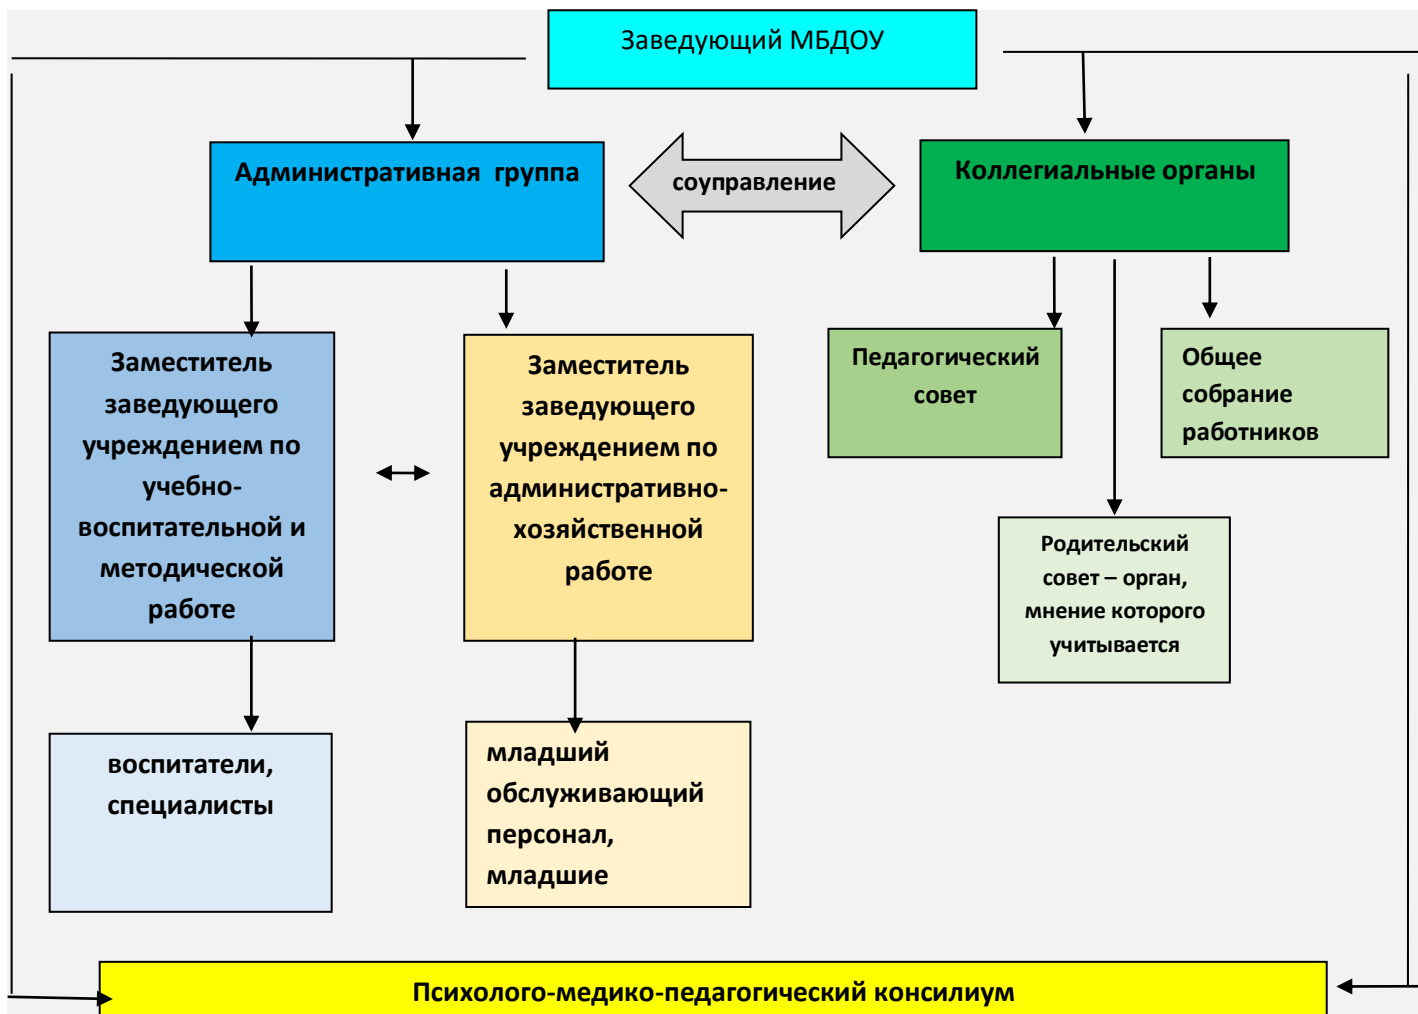 Заведующий МБДОУ
Административная группа
соуправление
Коллегиальные органы
Заместитель
заведующего
учреждением по
учебно-
воспитательной и
методической
работе
Заместитель
заведующего
учреждением по
административно-
хозяйственной
работе
Педагогический
совет
Общее
собрание
работников
Родительский
совет – орган,
мнение которого
учитывается
воспитатели,
специалисты
младший
обслуживающий
персонал,
младшие
Психолого-медико-педагогический консилиум